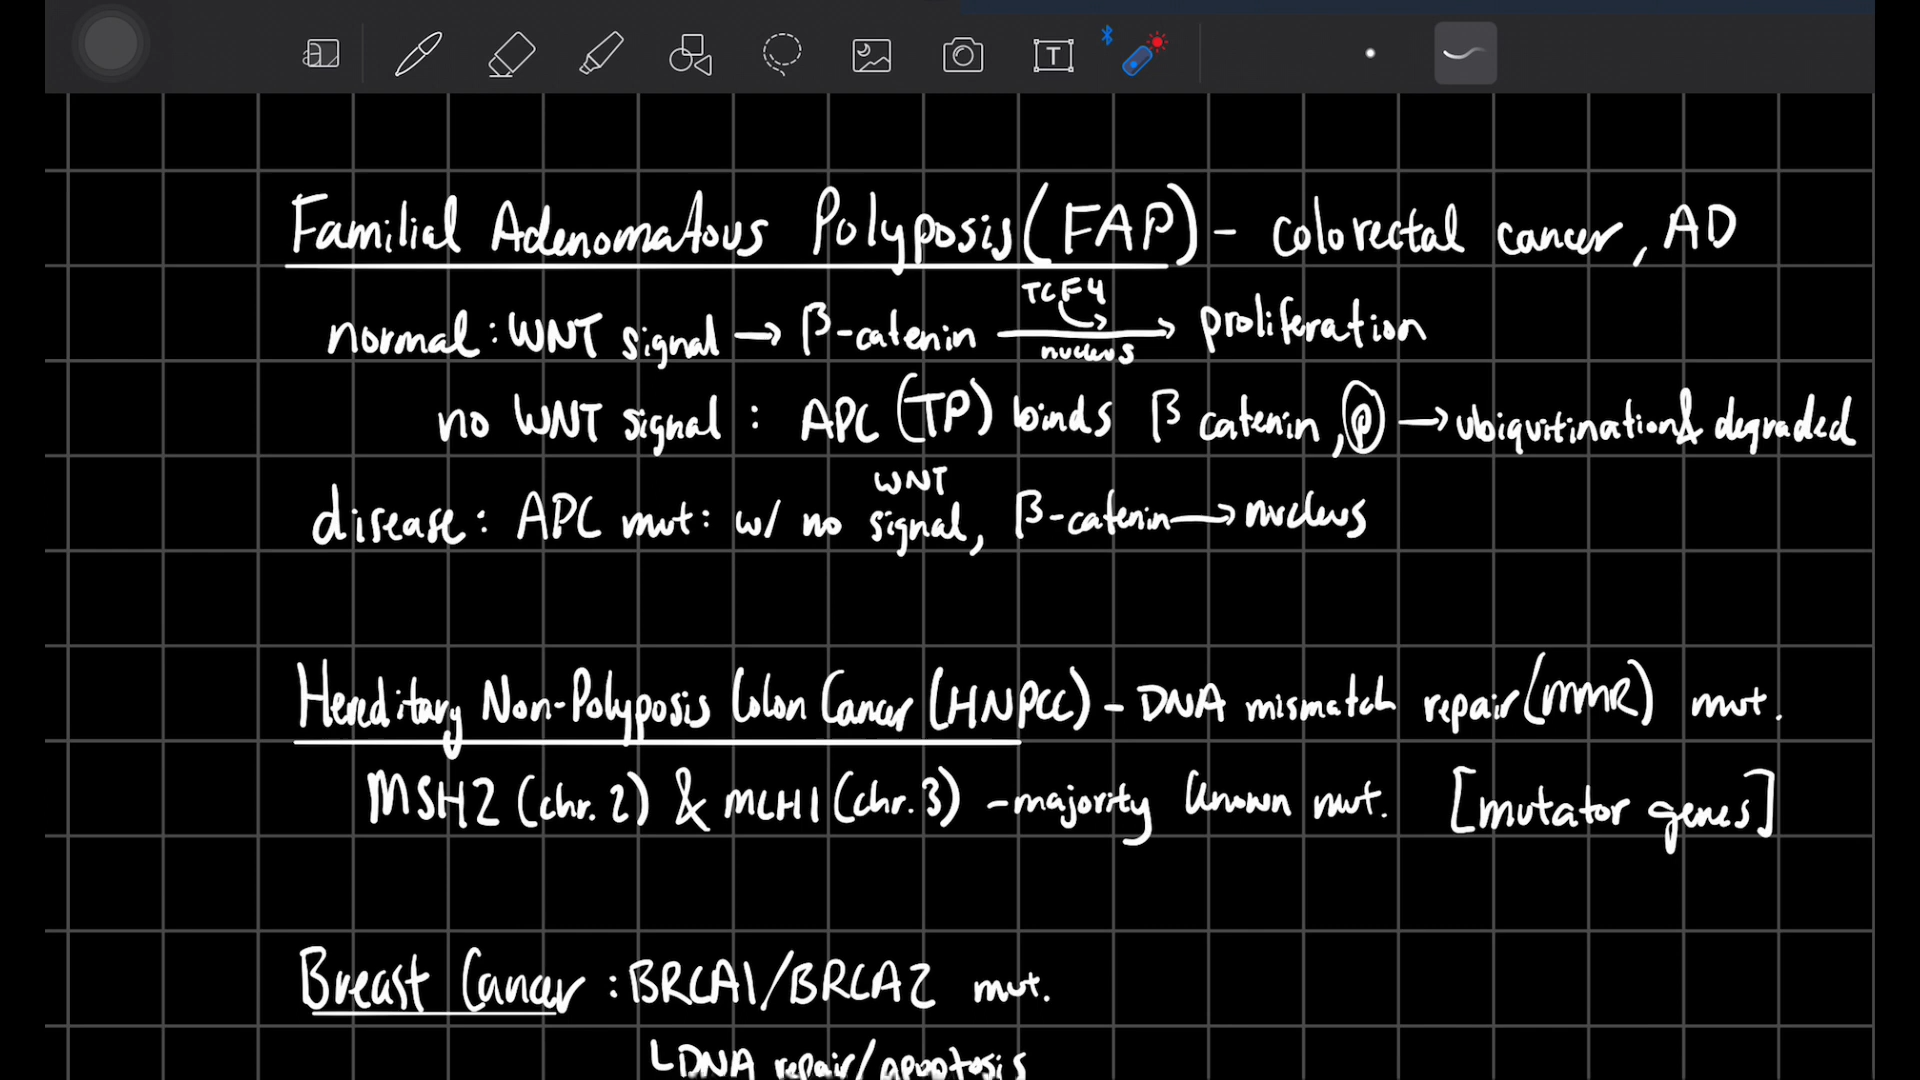 Familial Adenomatous Polyposis (FAP) - colorectal cancer, AD
TCF4
normal: WNT signal → β-catenin → proliferation
nucleus
no WNT signal: APC (TP) binds β catenin, ⓟ → ubiquitination & degraded
WNT
disease: APC mut: w/ no signal, β-catenin → nucleus
Hereditary Non-Polyposis Colon Cancer (HNPCC) - DNA mismatch repair (MMR) mut.
MSH2 (chr. 2) & MLH1 (chr. 3) - majority known mut. [mutator genes]
Breast Cancer: BRCA1/BRCA2 mut.
DNA repair/apoptosis